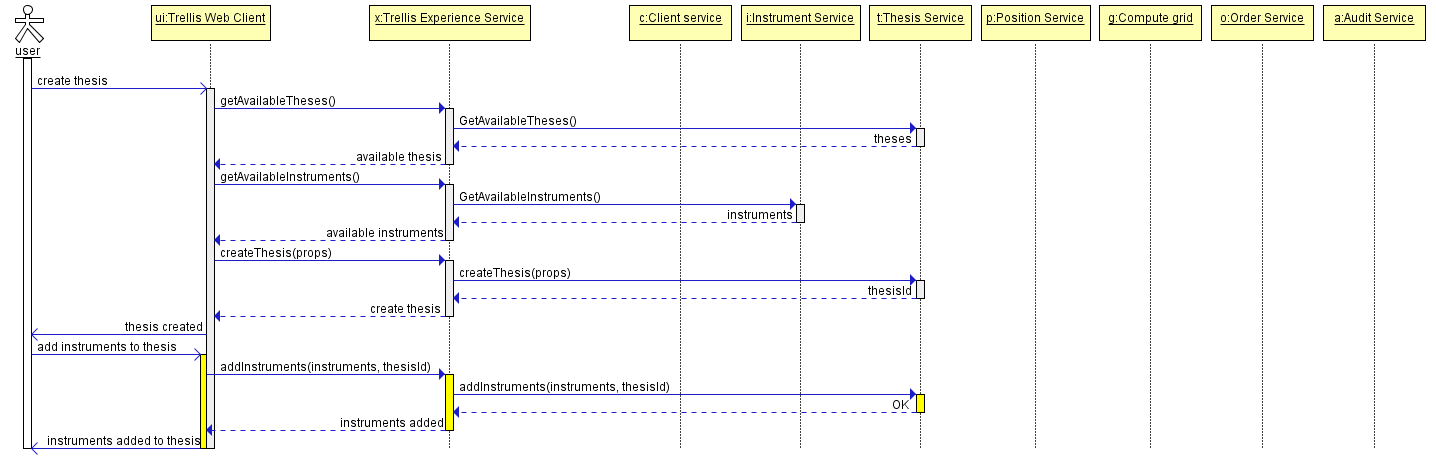 ui:Trellis Web Client
x:Trellis Experience Service
c:Client service
i:Instrument Service
t:Thesis Service
p:Position Service
g:Compute grid
o:Order Service
a:Audit Service
user
create thesis
getAvailableTheses()
GetAvailableTheses()
theses
available thesis
getAvailableInstruments()
GetAvailableInstruments()
instruments
available instruments
createThesis(props)
createThesis(props)
thesisId
create thesis
thesis created
add instruments to thesis
addInstruments(instruments, thesisId)
addInstruments(instruments, thesisId)
OK
instruments added
instruments added to thesis